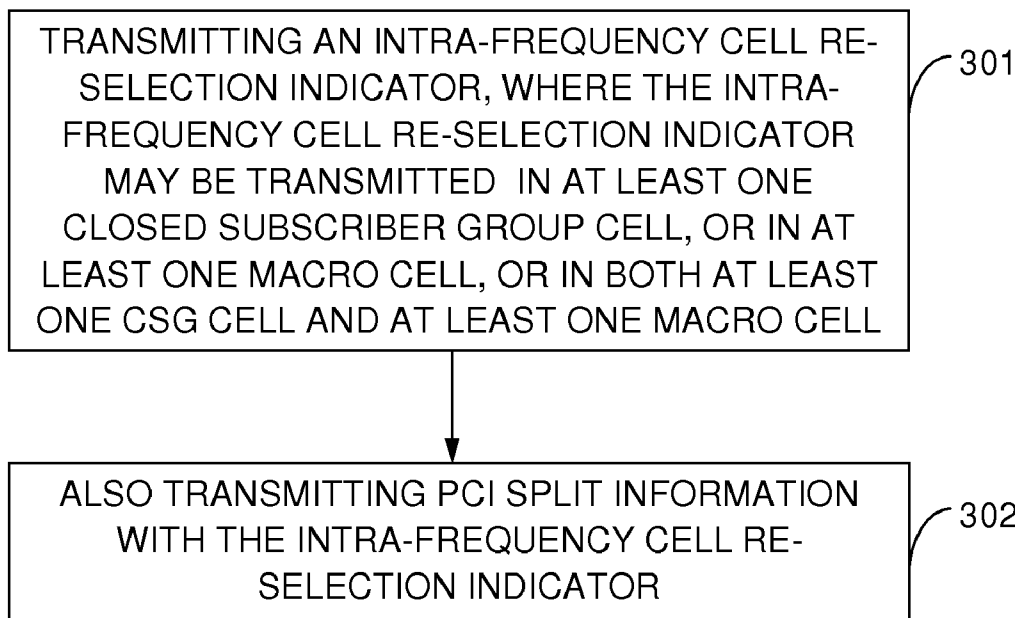 TRANSMITTING AN INTRA-FREQUENCY CELL RE-
SELECTION INDICATOR, WHERE THE INTRA-
FREQUENCY CELL RE-SELECTION INDICATOR
MAY BE TRANSMITTED IN AT LEAST ONE
CLOSED SUBSCRIBER GROUP CELL, OR IN AT
LEAST ONE MACRO CELL, OR IN BOTH AT LEAST
ONE CSG CELL AND AT LEAST ONE MACRO CELL
301
ALSO TRANSMITTING PCI SPLIT INFORMATION
WITH THE INTRA-FREQUENCY CELL RE-
SELECTION INDICATOR
302